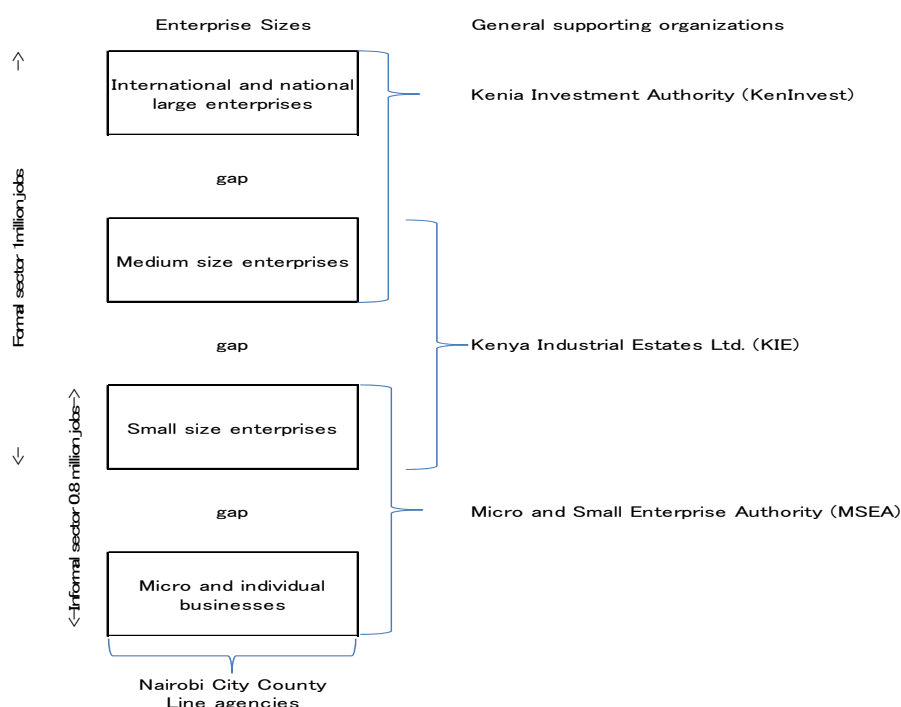 Enterprise Sizes
General supporting organizations
International and national
large enterprises
Kenia Investment Authority (KenInvest)
gap
Medium size enterprises
gap
Kenya Industrial Estates Ltd. (KIE)
Small size enterprises
gap
Micro and Small Enterprise Authority (MSEA)
Micro and individual
businesses
Nairobi City County
Line agencies
<-- Formal sector 1 million jobs -->
<--Informal sector 0.8 million jobs-->